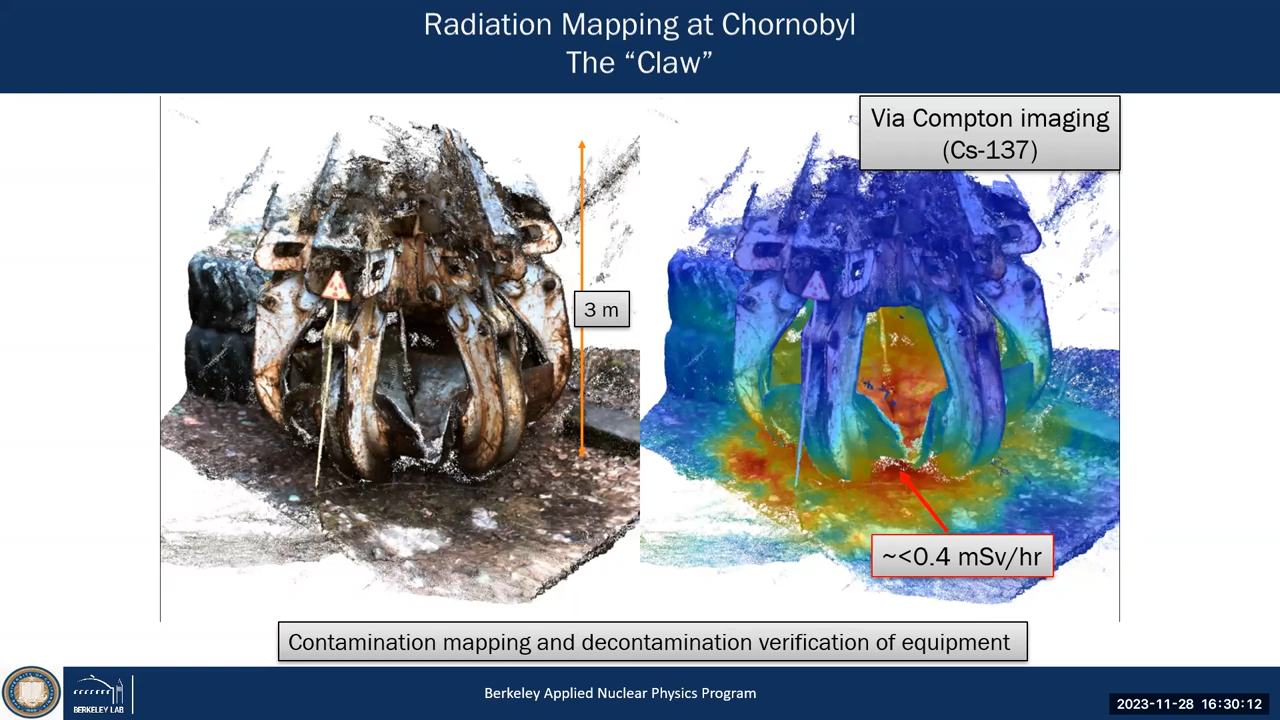 Radiation Mapping at Chornobyl
The “Claw”
Via Compton imaging
(Cs-137)
3 m
~<0.4 mSv/hr
Contamination mapping and decontamination verification of equipment
BERKELEY LAB
Berkeley Applied Nuclear Physics Program
2023-11-28 16:30:12